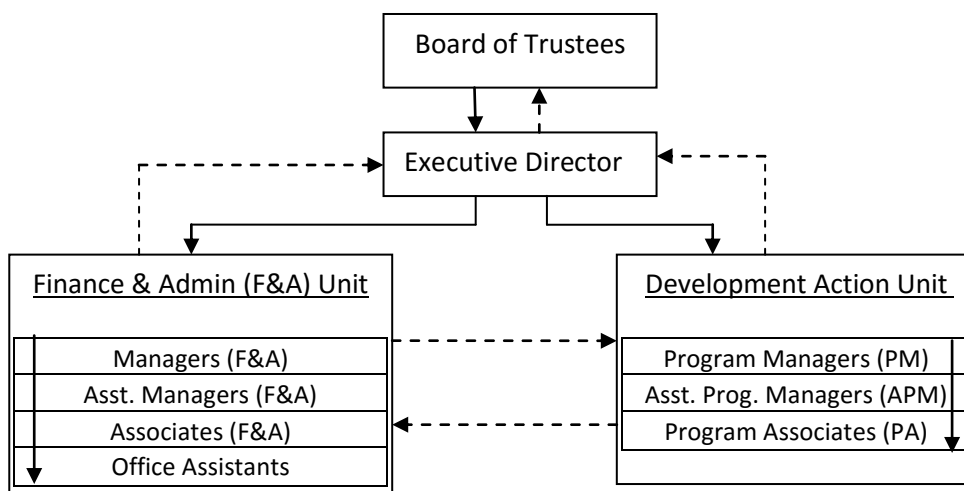 Board of Trustees
Executive Director
Finance & Admin (F&A) Unit
Managers (F&A)
Asst. Managers (F&A)
Associates (F&A)
Office Assistants
Development Action Unit
Program Managers (PM)
Asst. Prog. Managers (APM)
Program Associates (PA)